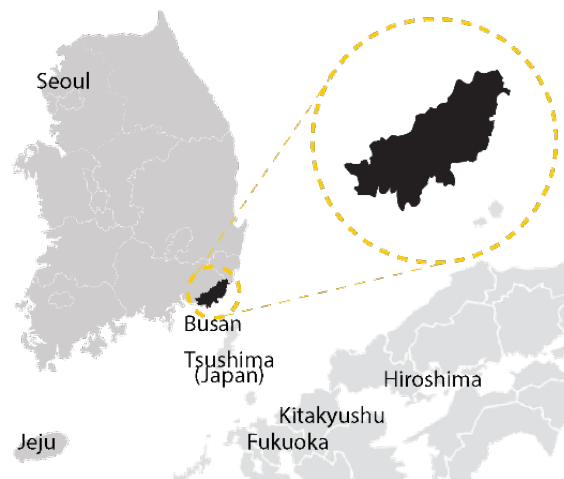 Seoul
Busan
Tsushima
(Japan)
Hiroshima
Kitakyushu
Fukuoka
Jeju